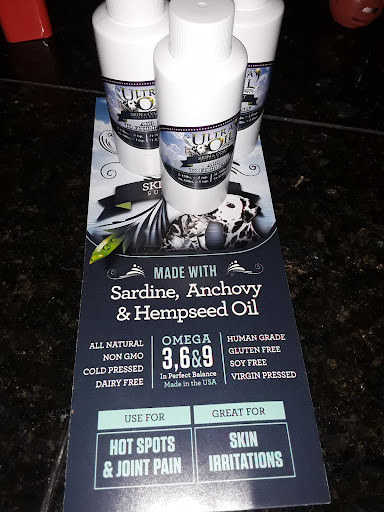 ULTRA
OIL
SKIN & COAT
MADE WITH
Sardine, Anchovy
& Hempseed Oil
ALL NATURAL
NON GMO
COLD PRESSED
DAIRY FREE
OMEGA
3,6&9
In Perfect Balance
Made in the USA
HUMAN GRADE
GLUTEN FREE
SOY FREE
VIRGIN PRESSED
USE FOR
HOT SPOTS
& JOINT PAIN
GREAT FOR
SKIN
IRRITATIONS